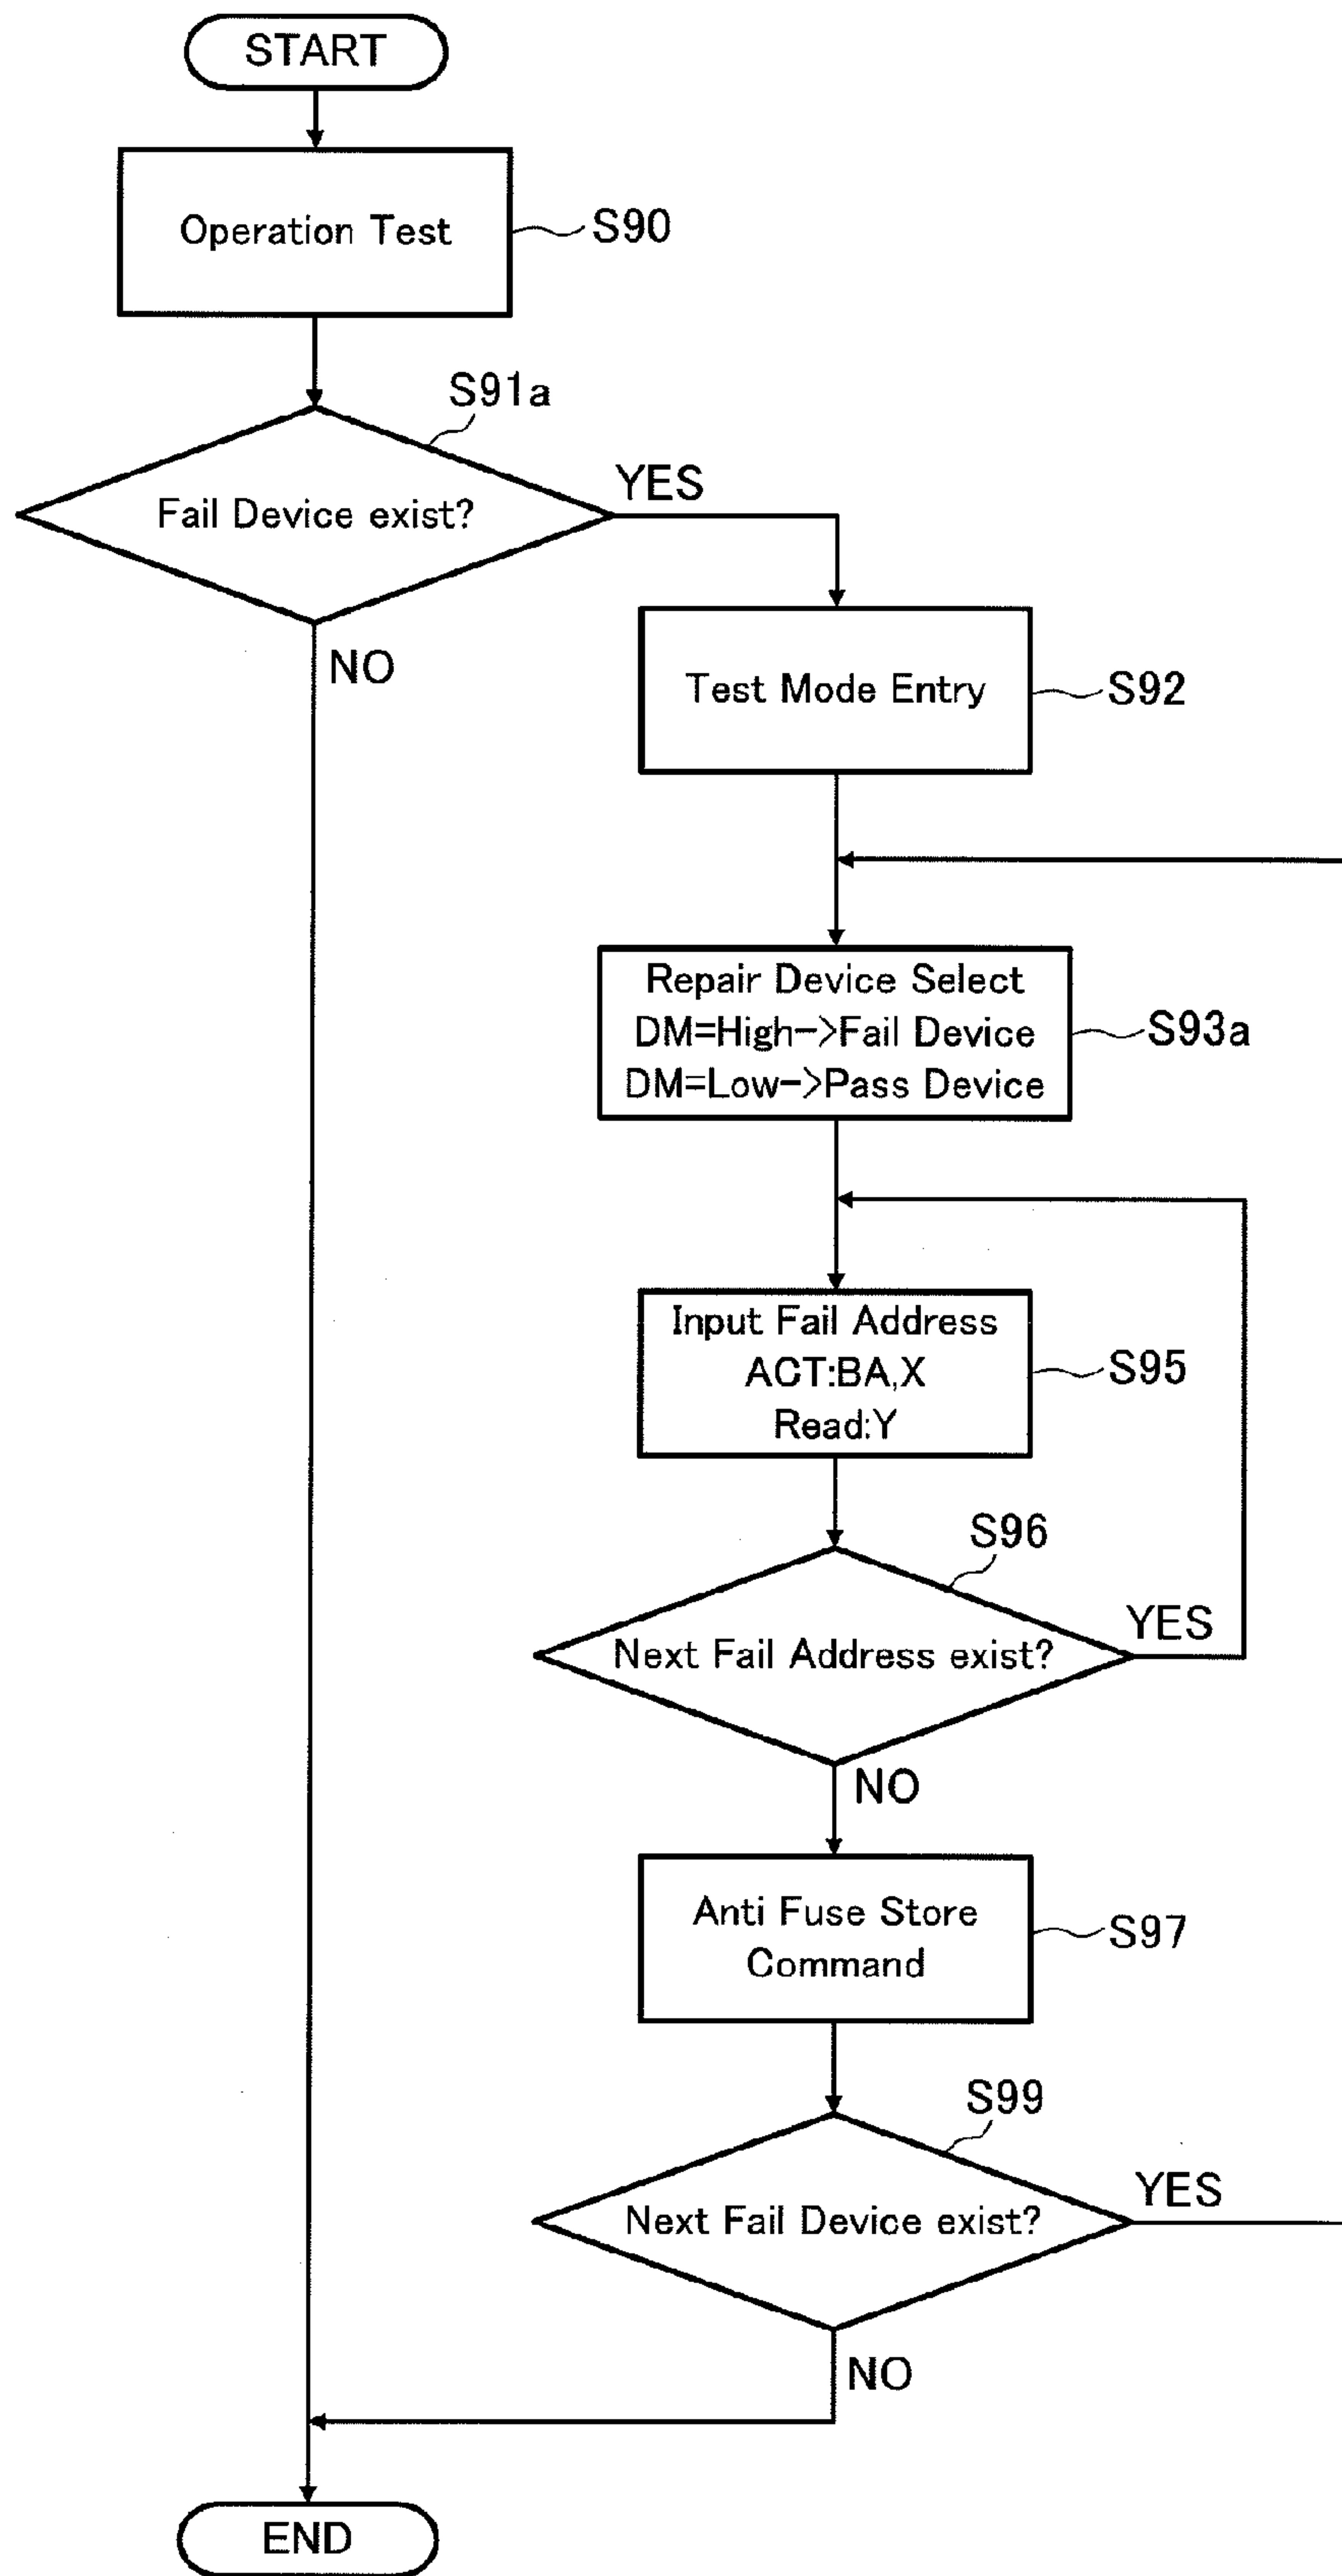 START
Operation Test
S90
S91a
Fail Device exist?
YES
NO
Test Mode Entry
S92
Repair Device Select
DM=High->Fail Device
DM=Low->Pass Device
S93a
Input Fail Address
ACT:BA,X
Read:Y
S95
S96
Next Fail Address exist?
YES
NO
Anti Fuse Store
Command
S97
S99
Next Fail Device exist?
YES
NO
END